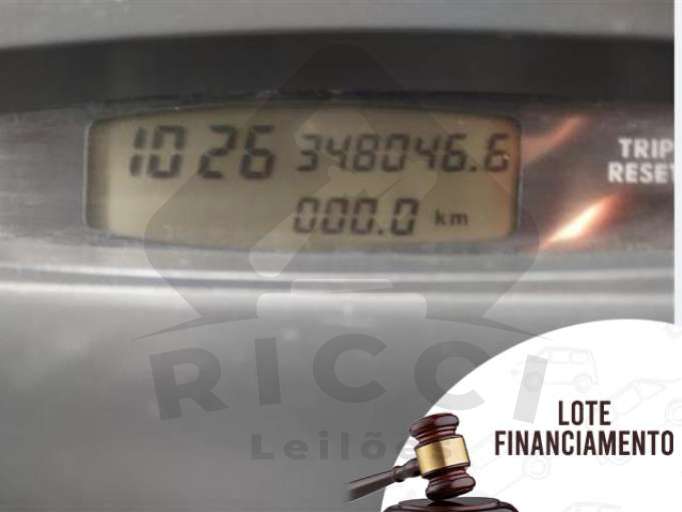 10 26 348046.6
000.0 km
TRIP
RESET
RICCI
Leilões
LOTE
FINANCIAMENTO